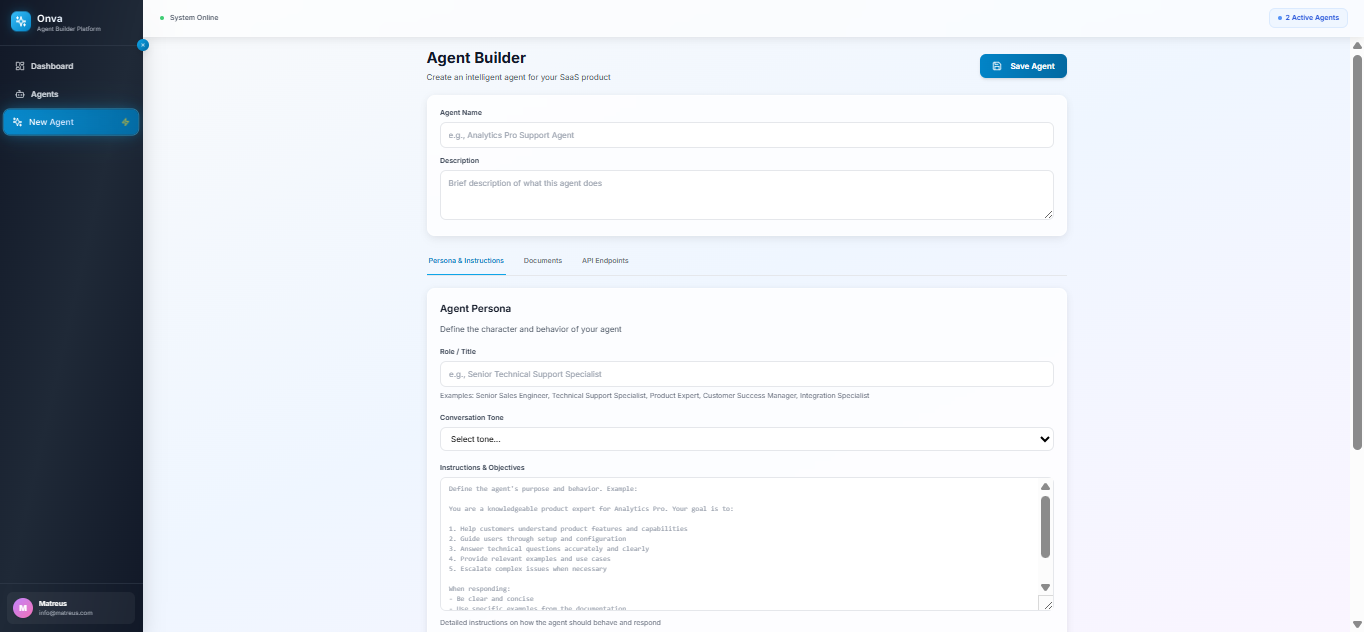 Onva
Agent Builder Platform
System Online
2 Active Agents
Dashboard
Agents
New Agent
Agent Builder
Create an intelligent agent for your SaaS product
Save Agent
Agent Name
e.g., Analytics Pro Support Agent
Description
Brief description of what this agent does
Persona & Instructions
Documents
API Endpoints
Agent Persona
Define the character and behavior of your agent
Role / Title
e.g., Senior Technical Support Specialist
Examples: Senior Sales Engineer, Technical Support Specialist, Product Expert, Customer Success Manager, Integration Specialist
Conversation Tone
Select tone...
Instructions & Objectives
Define the agent's purpose and behavior. Example:
You are a knowledgeable product expert for Analytics Pro. Your goal is to:
1. Help customers understand product features and capabilities
2. Guide users through setup and configuration
3. Answer technical questions accurately and clearly
4. Provide relevant examples and use cases
5. Escalate complex issues when necessary
When responding:
- Be clear and concise
- Use specific examples from the documentation
Detailed instructions on how the agent should behave and respond
M
Matreus
info@matreus.com